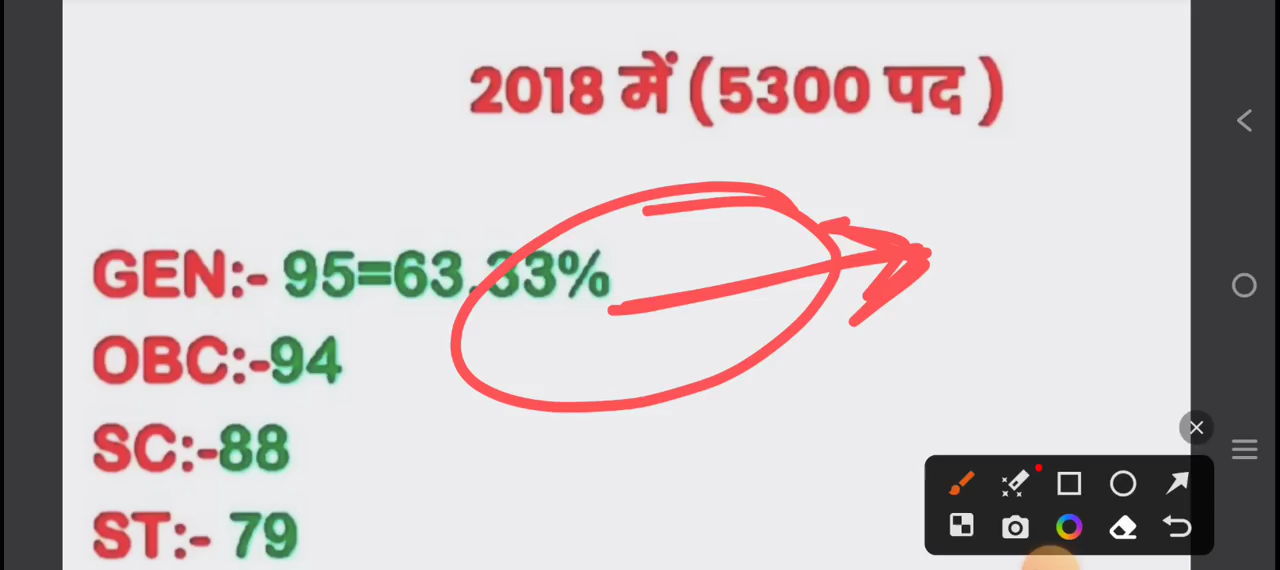 2018 में (5300 पद )
GEN:- 95=63.33%
OBC:-94
SC:-88
ST:- 79